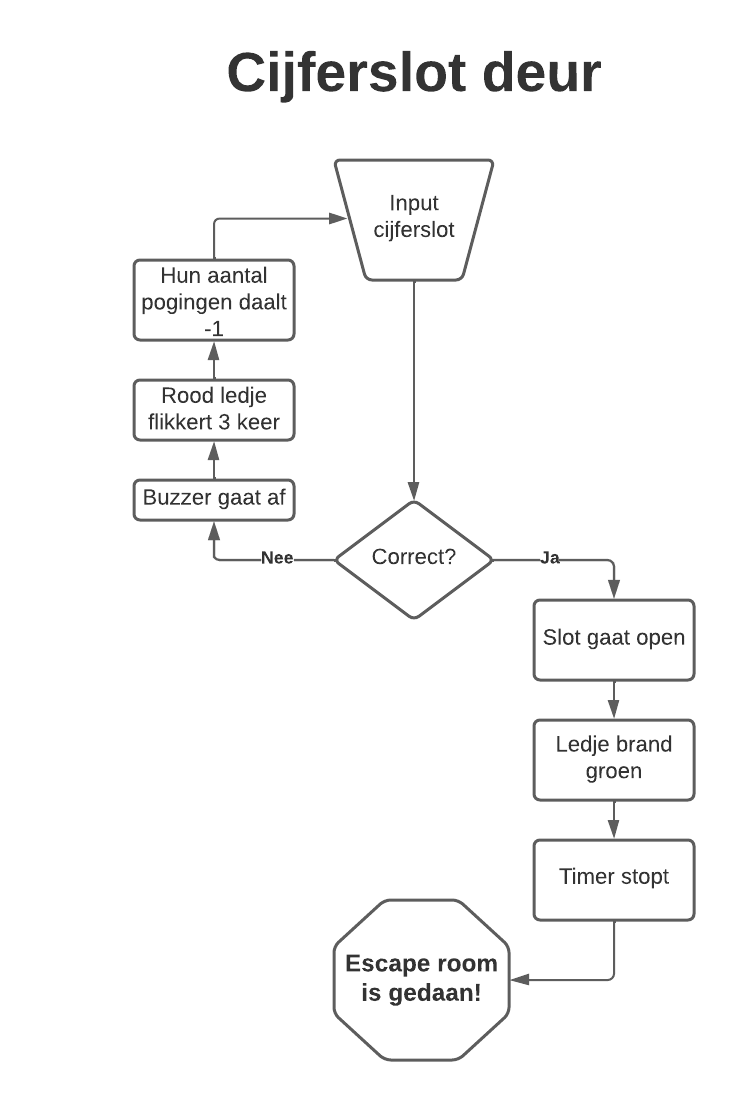 Cijferslot deur
Input
cijferslot
Hun aantal
pogingen daalt
-1
Rood ledje
flikkert 3 keer
Buzzer gaat af
Nee
Correct?
Ja
Slot gaat open
Ledje brand
groen
Timer stopt
Escape room
is gedaan!